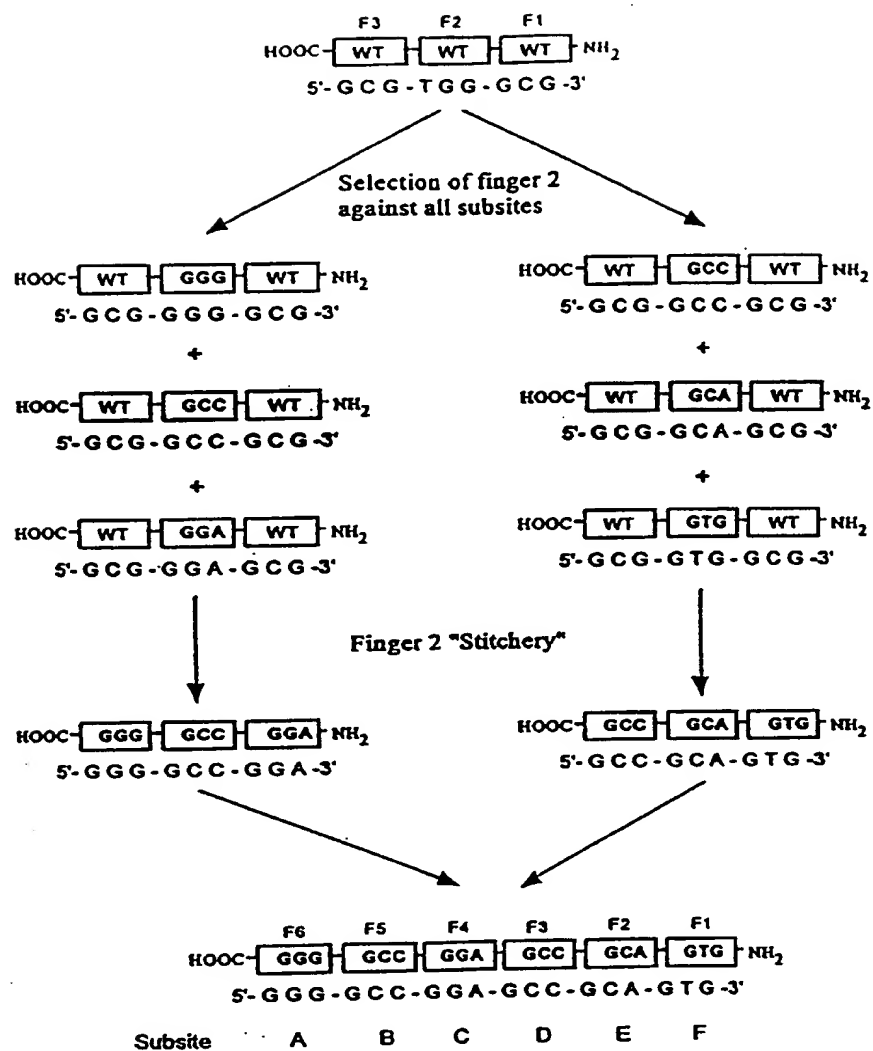 F3 F2 F1
HOOC- WT WT WT -NH2
5'-GCG-TGG-GCG-3'
Selection of finger 2
against all subsites
HOOC- WT GGG WT -NH2
5'-GCG-GGG-GCG-3'
+
HOOC- WT GCC WT -NH2
5'-GCG-GCC-GCG-3'
+
HOOC- WT GGA WT -NH2
5'-GCG-GGA-GCG-3'
HOOC- WT GCC WT -NH2
5'-GCG-GCC-GCG-3'
+
HOOC- WT GCA WT -NH2
5'-GCG-GCA-GCG-3'
+
HOOC- WT GTG WT -NH2
5'-GCG-GTG-GCG-3'
Finger 2 "Stitchery"
HOOC- GGG GCC GGA -NH2
5'-GGG-GCC-GGA-3'
HOOC- GCC GCA GTG -NH2
5'-GCC-GCA-GTG-3'
F6 F5 F4 F3 F2 F1
HOOC- GGG GCC GGA GCC GCA GTG -NH2
5'-GGG-GCC-GGA-GCC-GCA-GTG-3'
Subsite A B C D E F